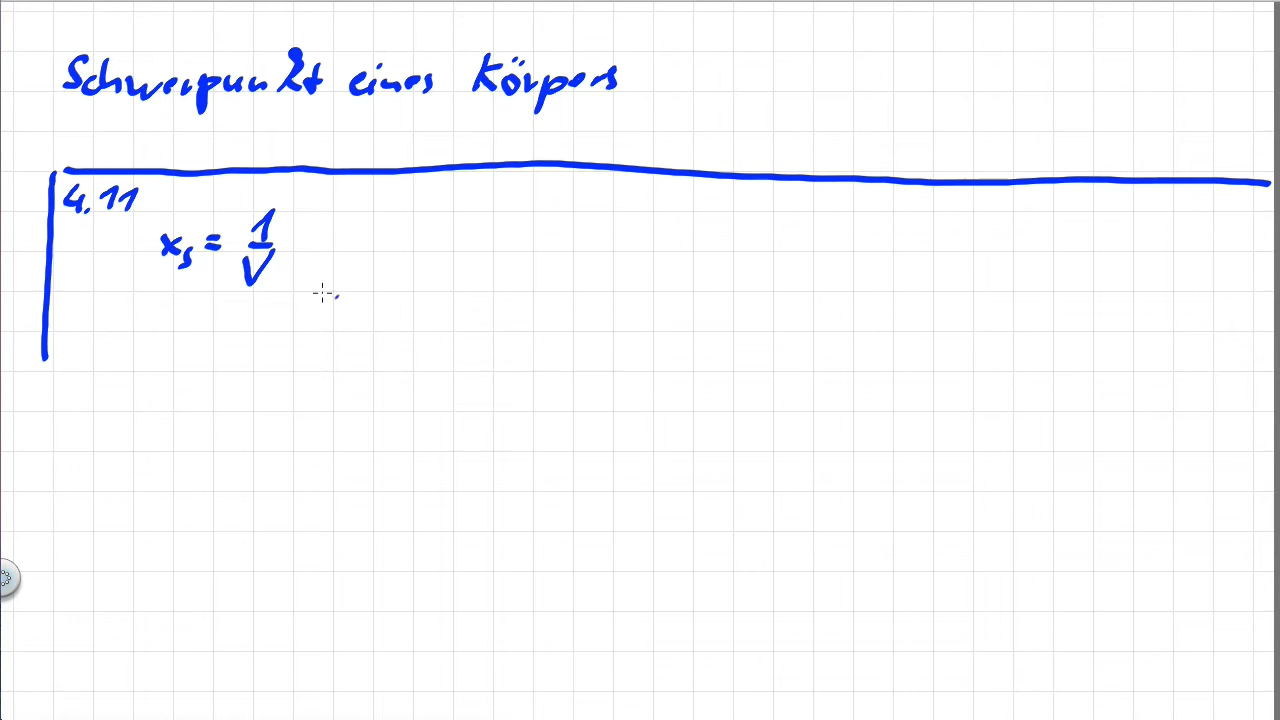 Schwerpunkt eines Körpers
4.11
x_s = 1/V